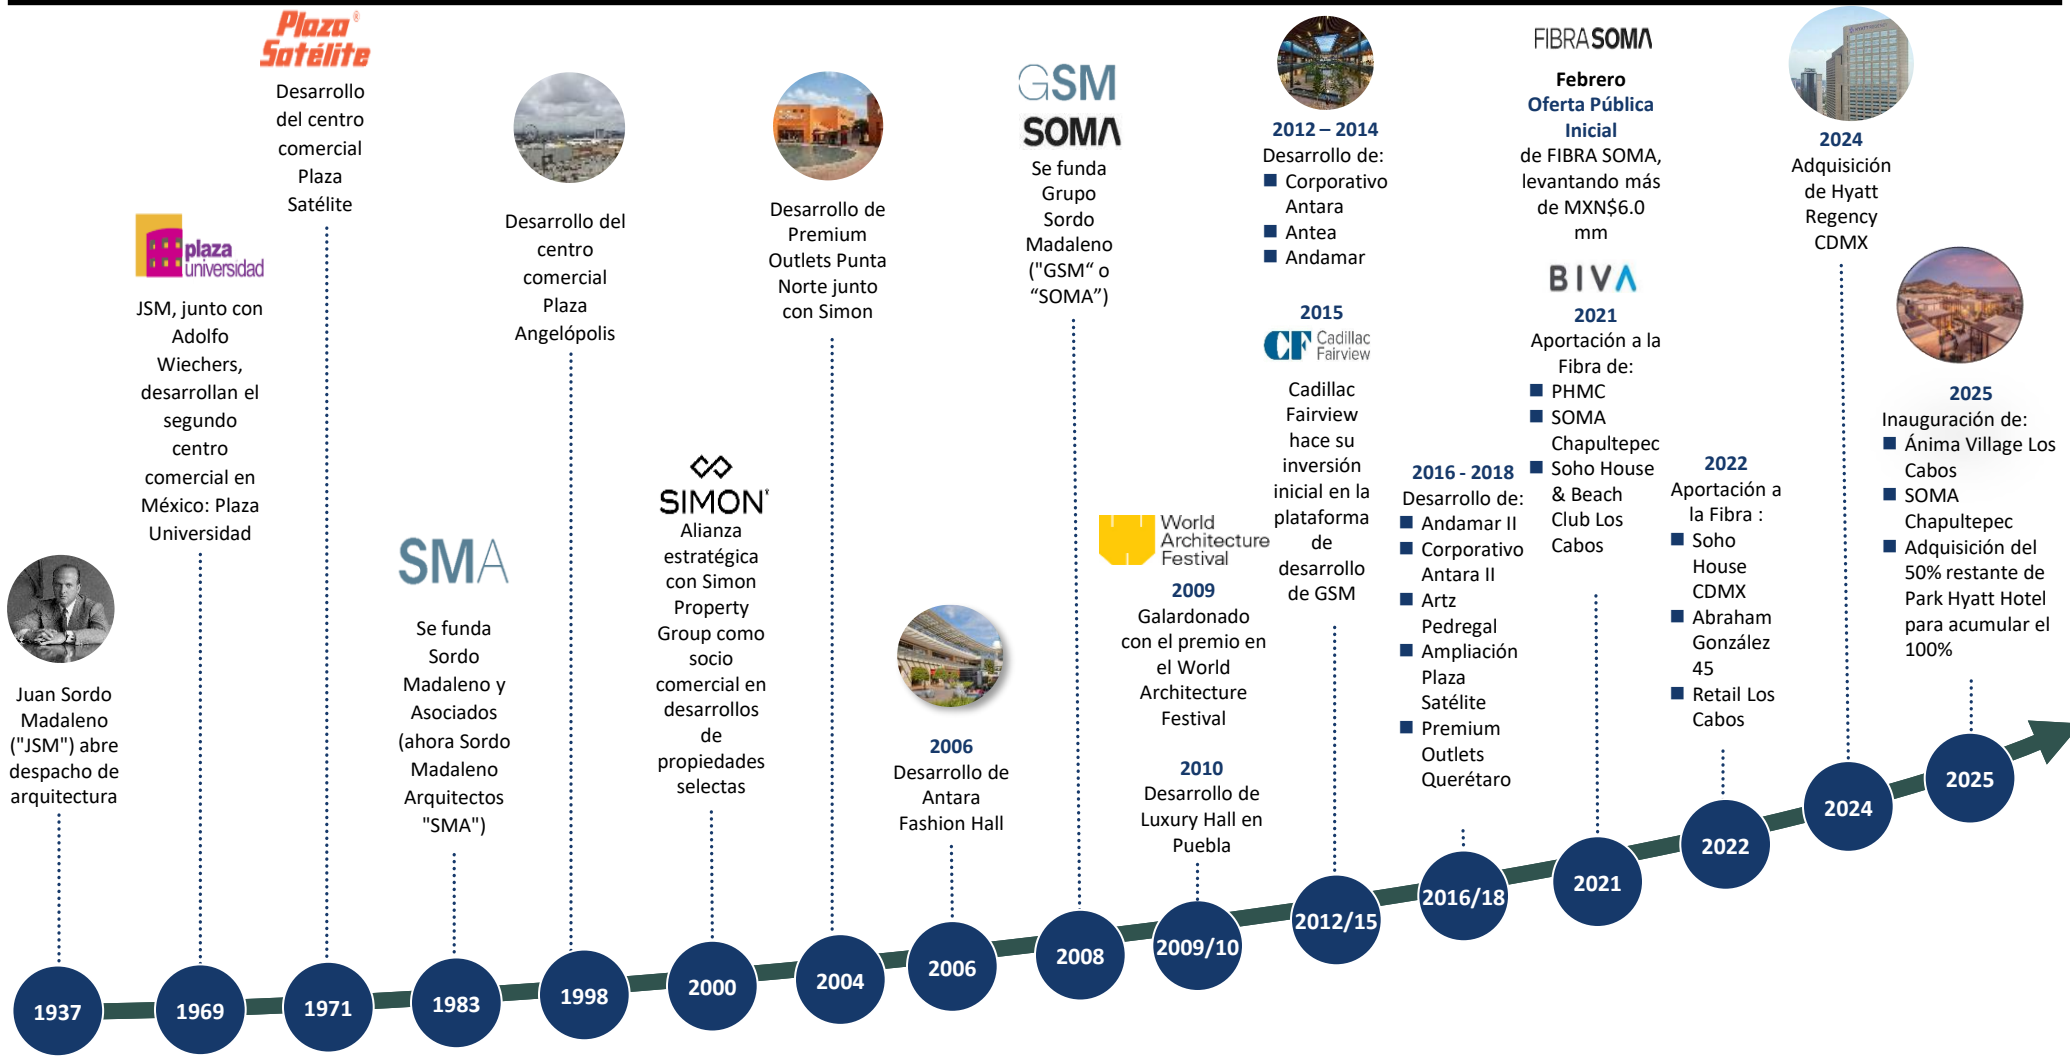 Juan Sordo
Madaleno
("JSM") abre
despacho de
arquitectura
1937
plaza
universidad
JSM, junto con
Adolfo
Wiechers,
desarrollan el
segundo
centro
comercial en
México: Plaza
Universidad
1969
Plaza®
Satélite
Desarrollo
del centro
comercial
Plaza
Satélite
1971
SMA
Se funda
Sordo
Madaleno y
Asociados
(ahora Sordo
Madaleno
Arquitectos
"SMA")
1983
Desarrollo del
centro
comercial
Plaza
Angelópolis
1998
SIMON
Alianza
estratégica
con Simon
Property
Group como
socio
comercial en
desarrollos
de
propiedades
selectas
2000
Desarrollo de
Premium
Outlets Punta
Norte junto
con Simon
2004
2006
Desarrollo de
Antara
Fashion Hall
2006
GSM
SOMA
Se funda
Grupo
Sordo
Madaleno
("GSM“ o
“SOMA”)
2008
World
Architecture
Festival
2009
Galardonado
con el premio en
el World
Architecture
Festival
2010
Desarrollo de
Luxury Hall en
Puebla
2009/10
2012 – 2014
Desarrollo de:
■ Corporativo
Antara
■ Antea
■ Andamar
2015
CF Cadillac
Fairview
Cadillac
Fairview
hace su
inversión
inicial en la
plataforma
de
desarrollo
de GSM
2012/15
2016 - 2018
Desarrollo de:
■ Andamar II
■ Corporativo
Antara II
■ Artz
Pedregal
■ Ampliación
Plaza
Satélite
■ Premium
Outlets
Querétaro
2016/18
FIBRA SOMA
Febrero
Oferta Pública
Inicial
de FIBRA SOMA,
levantando más
de MXN$6.0
mm
BIVA
2021
Aportación a la
Fibra de:
■ PHMC
■ SOMA
Chapultepec
■ Soho House
& Beach
Club Los
Cabos
2021
2022
Aportación a
la Fibra :
■ Soho
House
CDMX
■ Abraham
González
45
■ Retail Los
Cabos
2022
2024
Adquisición
de Hyatt
Regency
CDMX
2024
2025
Inauguración de:
■ Ánima Village Los
Cabos
■ SOMA
Chapultepec
■ Adquisición del
50% restante de
Park Hyatt Hotel
para acumular el
100%
2025